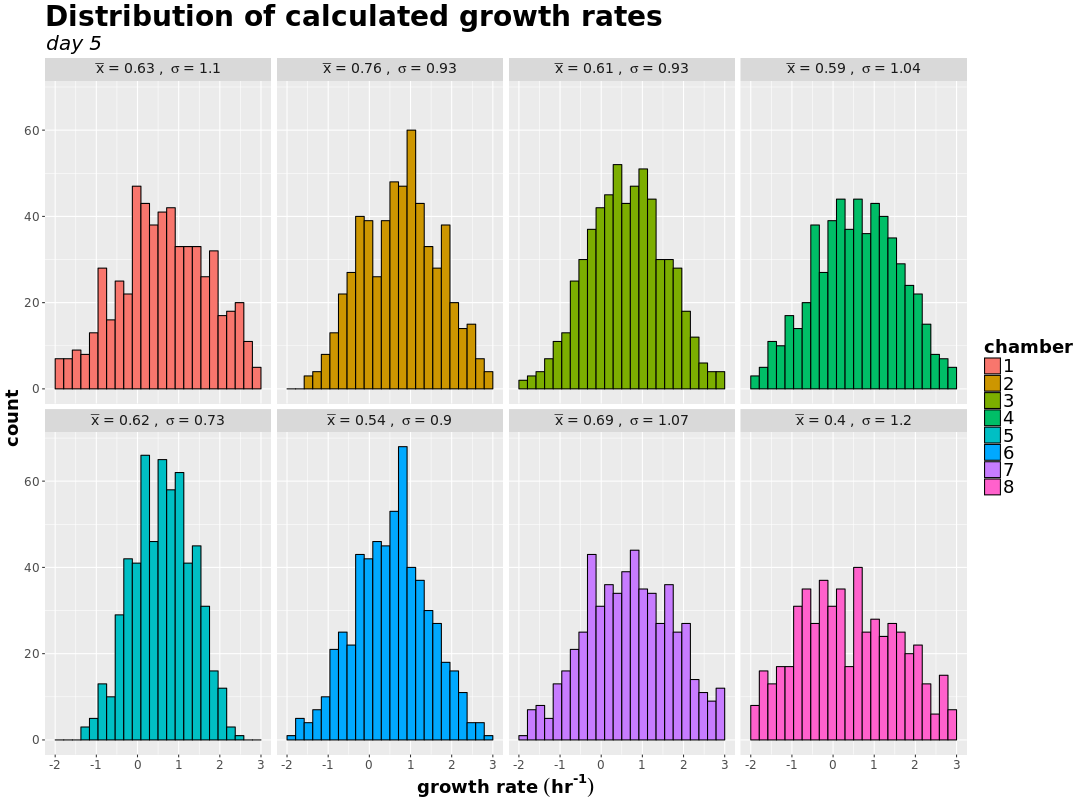 Distribution of calculated growth rates
day 5
x̅ = 0.63 , σ = 1.1
x̅ = 0.76 , σ = 0.93
x̅ = 0.61 , σ = 0.93
x̅ = 0.59 , σ = 1.04
60
40
20
0
x̅ = 0.62 , σ = 0.73
x̅ = 0.54 , σ = 0.9
x̅ = 0.69 , σ = 1.07
x̅ = 0.4 , σ = 1.2
60
40
20
0
-2 -1 0 1 2 3
-2 -1 0 1 2 3
-2 -1 0 1 2 3
-2 -1 0 1 2 3
count
growth rate (hr⁻¹)
chamber
1
2
3
4
5
6
7
8